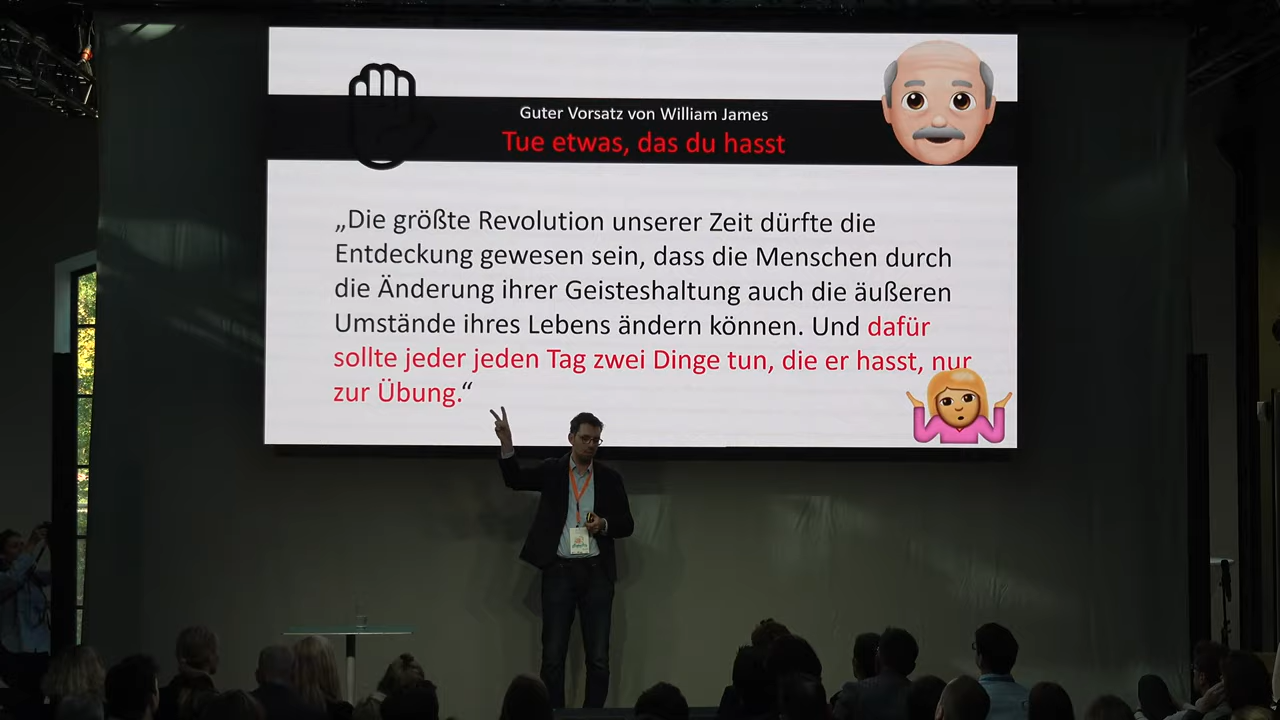 Guter Vorsatz von William James
Tue etwas, das du hasst
„Die größte Revolution unserer Zeit dürfte die
Entdeckung gewesen sein, dass die Menschen durch
die Änderung ihrer Geisteshaltung auch die äußeren
Umstände ihres Lebens ändern können. Und dafür
sollte jeder jeden Tag zwei Dinge tun, die er hasst, nur
zur Übung.“